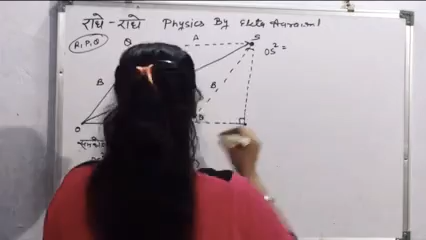 राधे - राधे Physics By Ekta Agrawal
R, P, Q
Q A S
OS² =
B B
O θ